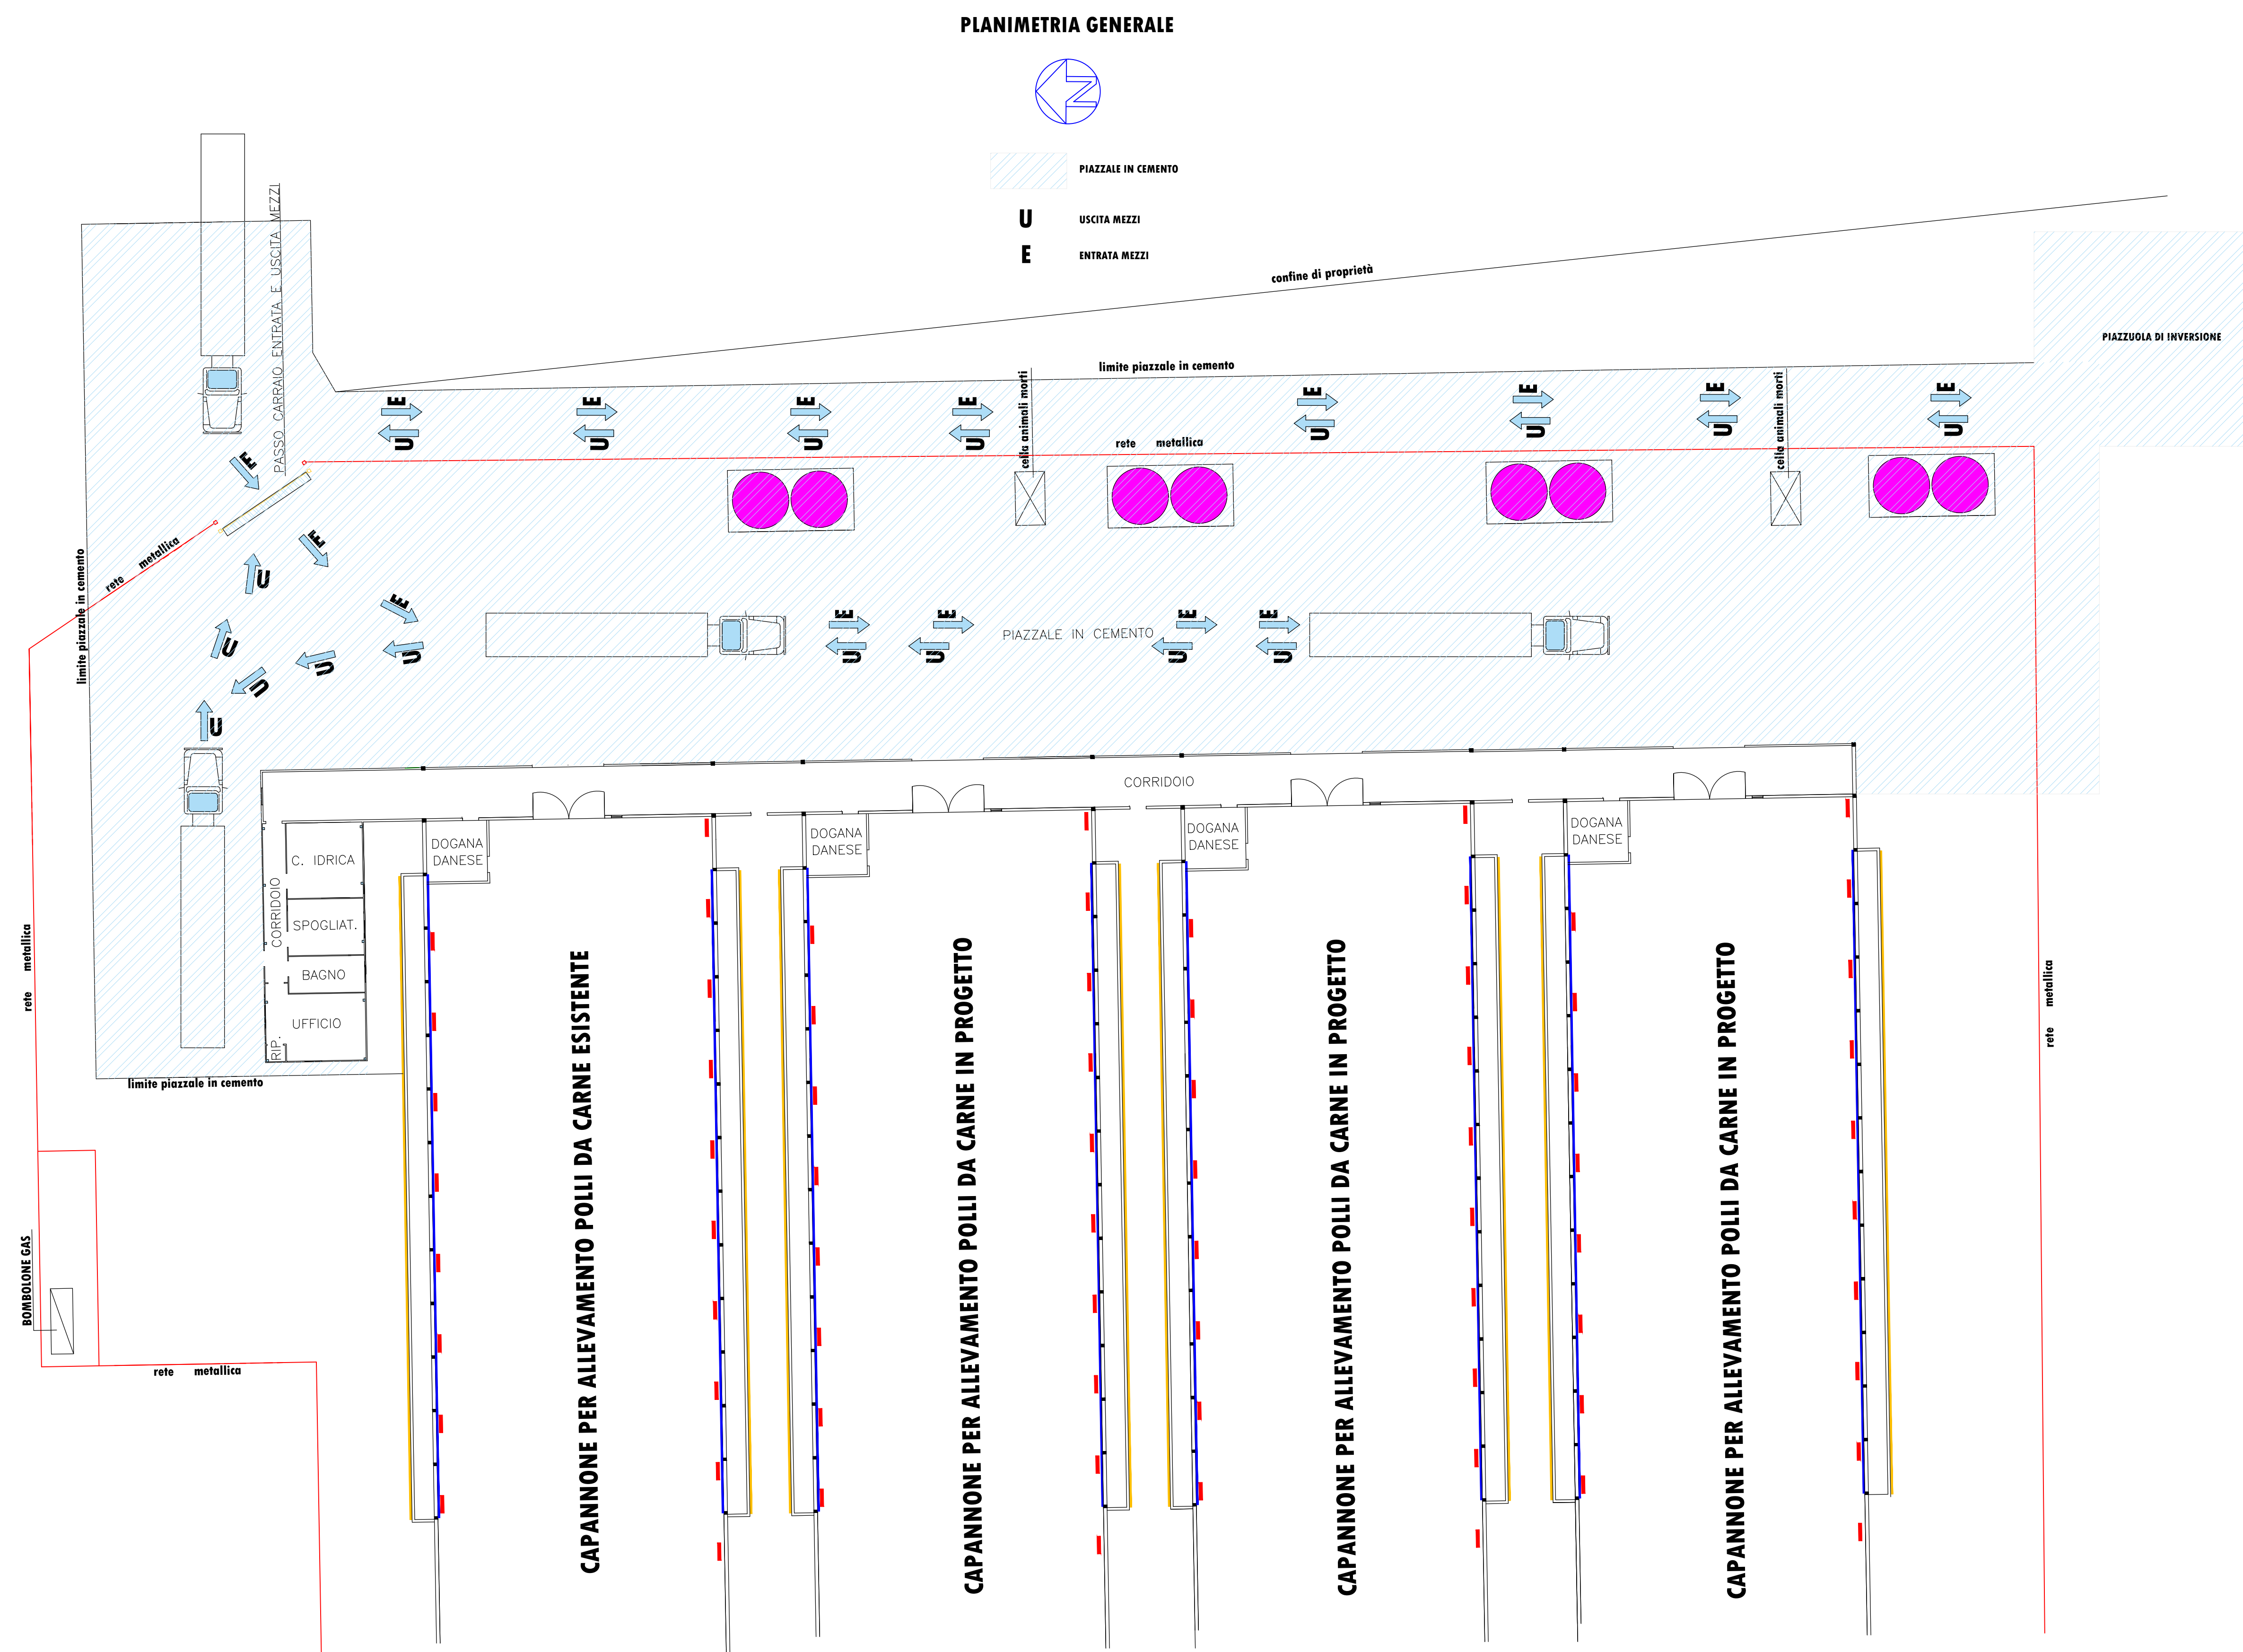 PLANIMETRIA GENERALE
N
PIAZZALE IN CEMENTO
U
USCITA MEZZI
E
ENTRATA MEZZI
confine di proprietà
PIAZZUOLA DI INVERSIONE
PASSO CARRAIO ENTRATA E USCITA MEZZI
limite piazzale in cemento
E
E
E
E
E
E
E
E
U
U
U
U
U
U
U
U
cella animali morti
cella animali morti
rete metallica
E
E
rete metallica
limite piazzale in cemento
U
E
E
E
E
E
PIAZZALE IN CEMENTO
U
U
U
U
U
U
U
U
U
CORRIDOIO
C. IDRICA
CORRIDOIO
SPOGLIAT.
BAGNO
UFFICIO
RIP.
DOGANA
DANESE
DOGANA
DANESE
DOGANA
DANESE
DOGANA
DANESE
rete metallica
rete metallica
limite piazzale in cemento
CAPANNONE PER ALLEVAMENTO POLLI DA CARNE ESISTENTE
CAPANNONE PER ALLEVAMENTO POLLI DA CARNE IN PROGETTO
CAPANNONE PER ALLEVAMENTO POLLI DA CARNE IN PROGETTO
CAPANNONE PER ALLEVAMENTO POLLI DA CARNE IN PROGETTO
BOMBOLONE GAS
rete metallica